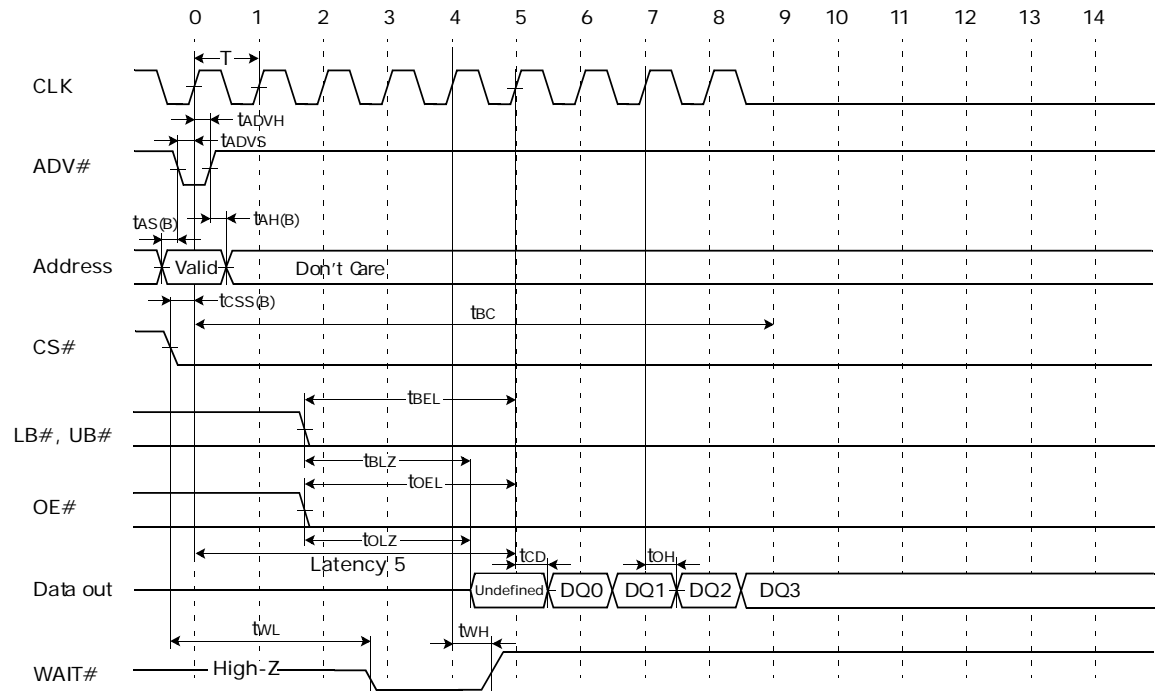 0 1 2 3 4 5 6 7 8 9 10 11 12 13 14
T
CLK
tADVH
tADVS
ADV#
tAS(B) tAH(B)
Address Valid Don't Care
tCSS(B)
tBC
CS#
tBEL
LB#, UB#
tBLZ
tOEL
OE#
tOLZ
Latency 5 tCD tOH
Data out Undefined DQ0 DQ1 DQ2 DQ3
tWL tWH
WAIT# High-Z